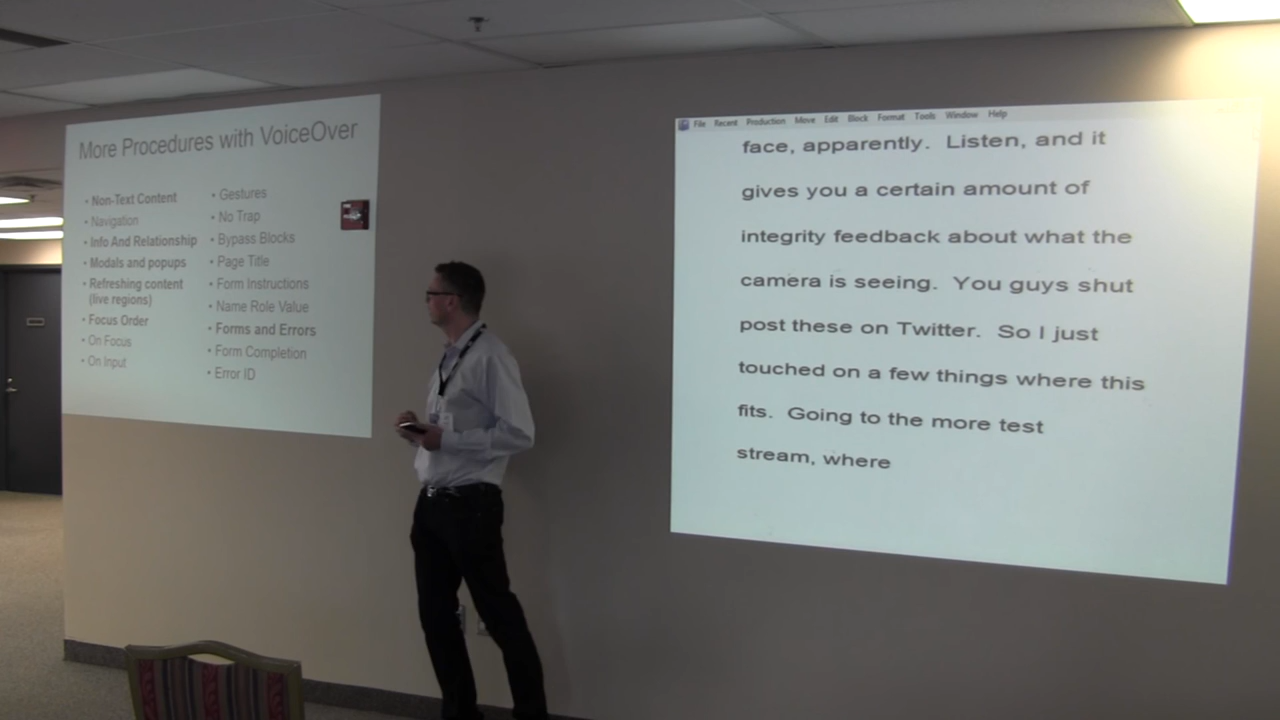 More Procedures with VoiceOver
• Non-Text Content
• Navigation
• Info And Relationship
• Modals and popups
• Refreshing content
(live regions)
• Focus Order
• On Focus
• On Input
• Gestures
• No Trap
• Bypass Blocks
• Page Title
• Form Instructions
• Name Role Value
• Forms and Errors
• Form Completion
• Error ID
File Recent Production Move Edit Block Format Tools Window Help
face, apparently. Listen, and it
gives you a certain amount of
integrity feedback about what the
camera is seeing. You guys shut
post these on Twitter. So I just
touched on a few things where this
fits. Going to the more test
stream, where